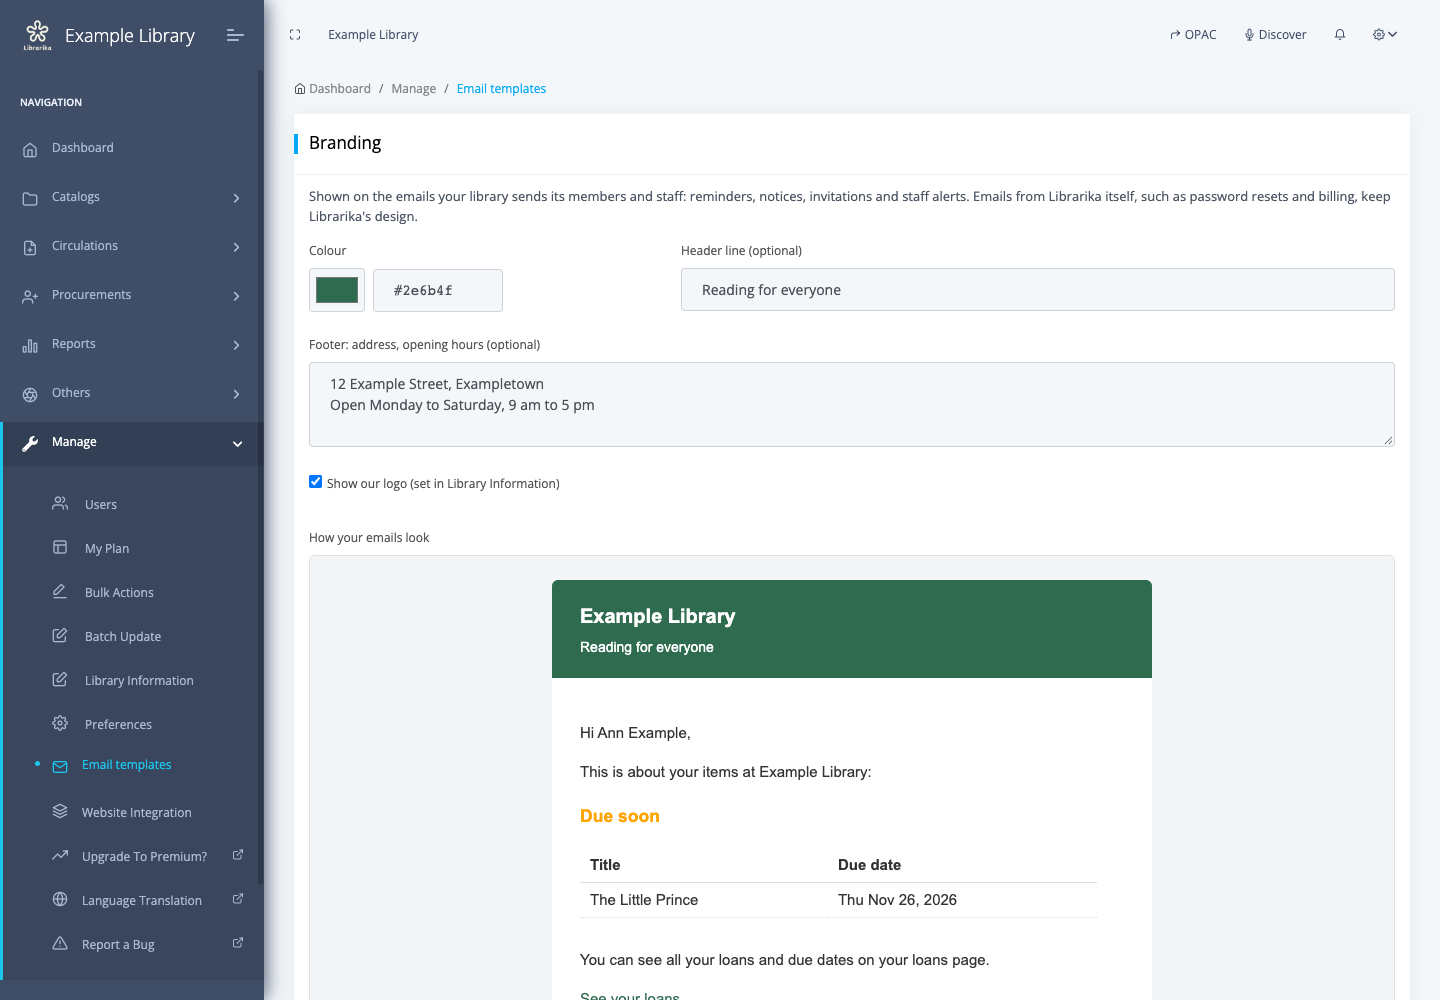 Librarika
Example Library
NAVIGATION
Dashboard
Catalogs
Circulations
Procurements
Reports
Others
Manage
Users
My Plan
Bulk Actions
Batch Update
Library Information
Preferences
Email templates
Website Integration
Upgrade To Premium?
Language Translation
Report a Bug
Example Library
OPAC
Discover
Dashboard / Manage / Email templates
Branding
Shown on the emails your library sends its members and staff: reminders, notices, invitations and staff alerts. Emails from Librarika itself, such as password resets and billing, keep
Librarika's design.
Colour
#2e6b4f
Header line (optional)
Reading for everyone
Footer: address, opening hours (optional)
12 Example Street, Exampletown
Open Monday to Saturday, 9 am to 5 pm
Show our logo (set in Library Information)
How your emails look
Example Library
Reading for everyone
Hi Ann Example,
This is about your items at Example Library:
Due soon
Title Due date
The Little Prince Thu Nov 26, 2026
You can see all your loans and due dates on your loans page.
See your loans